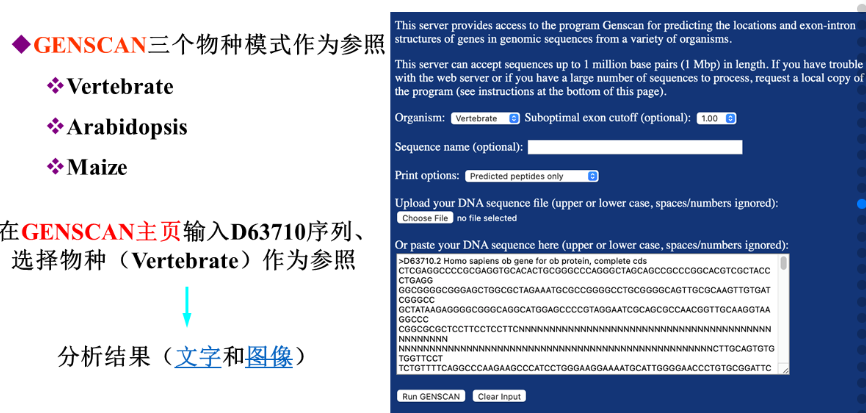 ◆GENSCAN三个物种模式作为参照
❖Vertebrate
❖Arabidopsis
❖Maize
在GENSCAN主页输入D63710序列、
选择物种（Vertebrate）作为参照
分析结果（文字和图像）
This server provides access to the program Genscan for predicting the locations and exon-intron
structures of genes in genomic sequences from a variety of organisms.
This server can accept sequences up to 1 million base pairs (1 Mbp) in length. If you have trouble
with the web server or if you have a large number of sequences to process, request a local copy of
the program (see instructions at the bottom of this page).
Organism: Vertebrate Suboptimal exon cutoff (optional): 1.00
Sequence name (optional):
Print options: Predicted peptides only
Upload your DNA sequence file (upper or lower case, spaces/numbers ignored):
Choose File no file selected
Or paste your DNA sequence here (upper or lower case, spaces/numbers ignored):
>D63710.2 Homo sapiens ob gene for ob protein, complete cds
CTCGAGGCCCCGCGAGGTGCACACTGCGGGCCCAGGGCTAGCAGCCGCCCGGCACGTCGCTACC
CTGAGG
GGCGGGGCGGGAGCTGGCGCTAGAAATGCGCCGGGGCCTGCGGGGCAGTTGCGCAAGTTGTGAT
CGGGCC
GCTATAAGAGGGGCGGGCAGGCATGGAGCCCCGTAGGAATCGCAGCGCCAACGGTTGCAAGGTAA
GGCCC
CGGCGCGCTCCTTCCTCCTTCNNNNNNNNNNNNNNNNNNNNNNNNNNNNNNNNNNNNNNNNNNN
NNNNNNNN
NNNNNNNNNNNNNNNNNNNNNNNNNNNNNNNNNNNNNNNNNNNNNNNNNCTTGCAGTGTG
TGGTTCCT
TCTGTTTTCAGGCCCAAGAAGCCCATCCTGGGAAGGAAAATGCATTGGGGAACCCTGTGCGGATTC
Run GENSCAN Clear Input